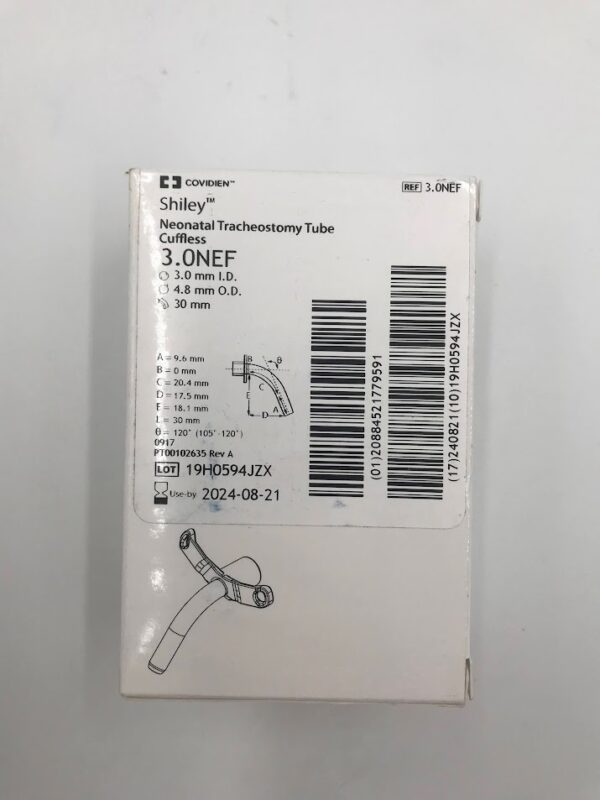 COVIDIEN™
REF 3.0NEF
Shiley™
Neonatal Tracheostomy Tube
Cuffless
3.0NEF
3.0 mm I.D.
4.8 mm O.D.
30 mm
A = 9.6 mm
B = 0 mm
C = 20.4 mm
D = 17.5 mm
E = 18.1 mm
L = 30 mm
θ = 120° (105°-120°)
0917
PT00102635 Rev A
LOT 19H0594JZX
Use-by 2024-08-21
B
θ
C
E
D
A
(01)20884521779591
(17)240821(10)19H0594JZX